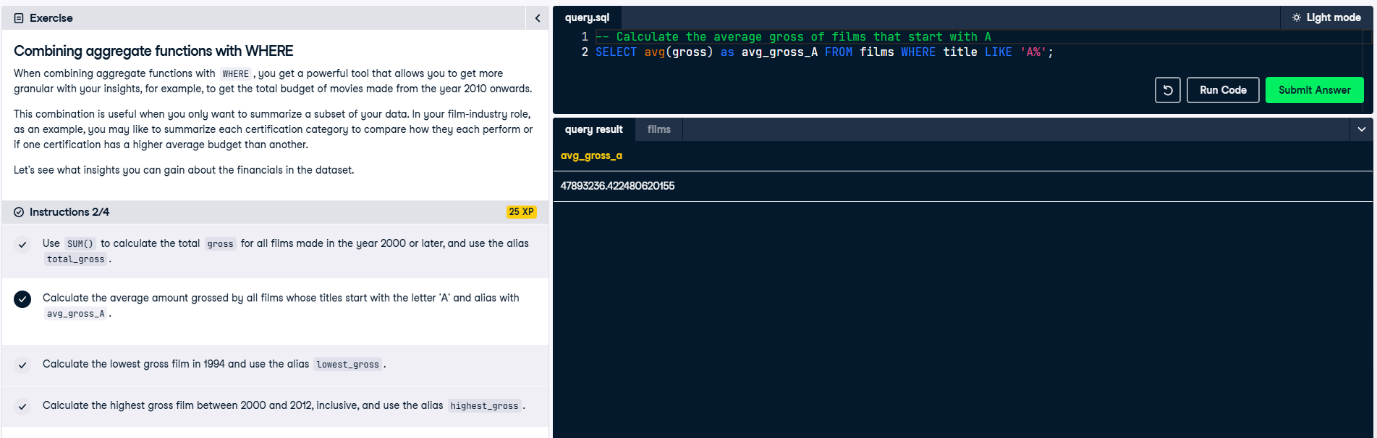 Exercise
Combining aggregate functions with WHERE
When combining aggregate functions with WHERE , you get a powerful tool that allows you to get more
granular with your insights, for example, to get the total budget of movies made from the year 2010 onwards.
This combination is useful when you only want to summarize a subset of your data. In your film-industry role,
as an example, you may like to summarize each certification category to compare how they each perform or
if one certification has a higher average budget than another.
Let's see what insights you can gain about the financials in the dataset.
Instructions 2/4
25 XP
Use SUM() to calculate the total gross for all films made in the year 2000 or later, and use the alias
total_gross .
Calculate the average amount grossed by all films whose titles start with the letter 'A' and alias with
avg_gross_A .
Calculate the lowest gross film in 1994 and use the alias lowest_gross .
Calculate the highest gross film between 2000 and 2012, inclusive, and use the alias highest_gross .
query.sql
Light mode
1 -- Calculate the average gross of films that start with A
2 SELECT avg(gross) as avg_gross_A FROM films WHERE title LIKE 'A%';
Run Code
Submit Answer
query result
films
avg_gross_a
47893236.422480620155